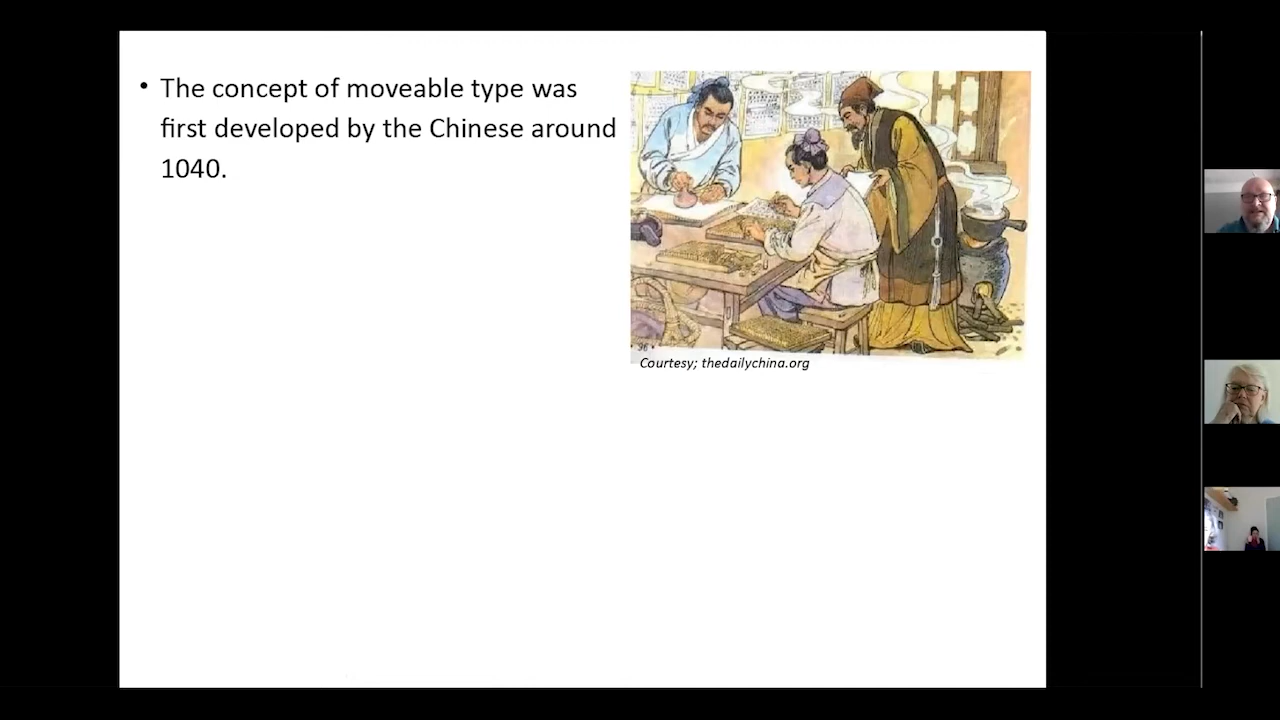 • The concept of moveable type was
first developed by the Chinese around
1040.
Courtesy; thedailychina.org